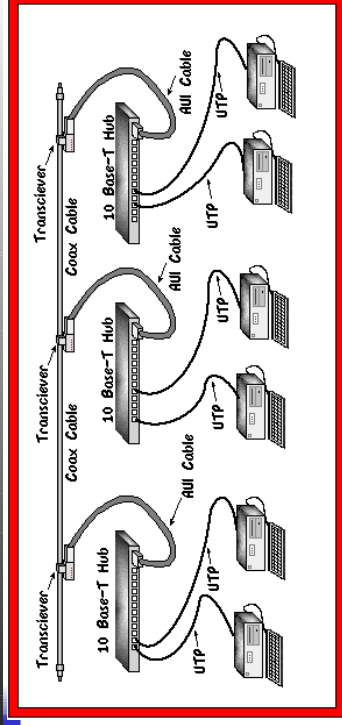 Transciever
Transciever
Transciever
Coax Cable
Coax Cable
10 Base-T Hub
10 Base-T Hub
10 Base-T Hub
AUI Cable
AUI Cable
AUI Cable
UTP
UTP
UTP
UTP
UTP
UTP